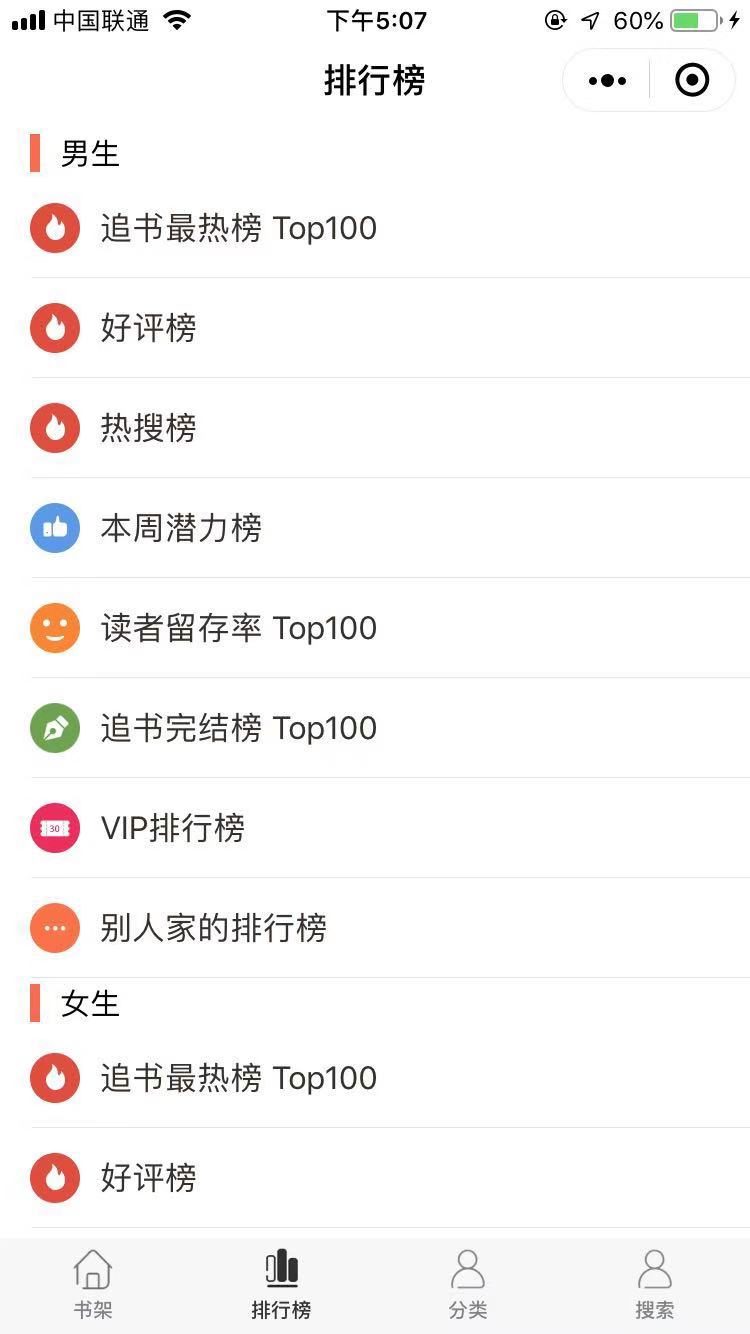 中国联通 下午5:07 60%
排行榜
男生
追书最热榜 Top100
好评榜
热搜榜
本周潜力榜
读者留存率 Top100
追书完结榜 Top100
30 VIP排行榜
别人家的排行榜
女生
追书最热榜 Top100
好评榜
书架 排行榜 分类 搜索